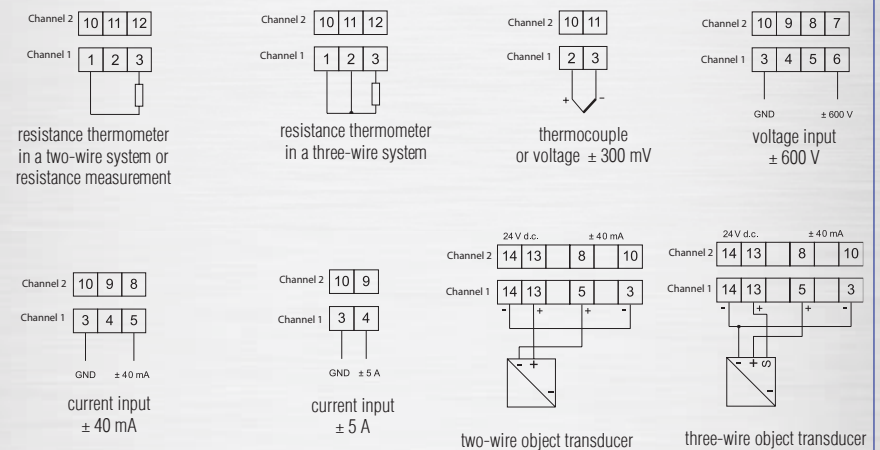 Channel 2 10 11 12
Channel 1 1 2 3
resistance thermometer
in a two-wire system or
resistance measurement
Channel 2 10 11 12
Channel 1 1 2 3
resistance thermometer
in a three-wire system
Channel 2 10 11
Channel 1 2 3
+ -
thermocouple
or voltage ± 300 mV
Channel 2 10 9 8 7
Channel 1 3 4 5 6
GND ± 600 V
voltage input
± 600 V
Channel 2 10 9 8
Channel 1 3 4 5
GND ± 40 mA
current input
± 40 mA
Channel 2 10 9
Channel 1 3 4
GND ± 5 A
current input
± 5 A
24 V d.c. ± 40 mA
Channel 2 14 13 8 10
Channel 1 14 13 5 3
- + + -
- +
two-wire object transducer
24 V d.c. ± 40 mA
Channel 2 14 13 8 10
Channel 1 14 13 5 3
- + + -
- + S
three-wire object transducer